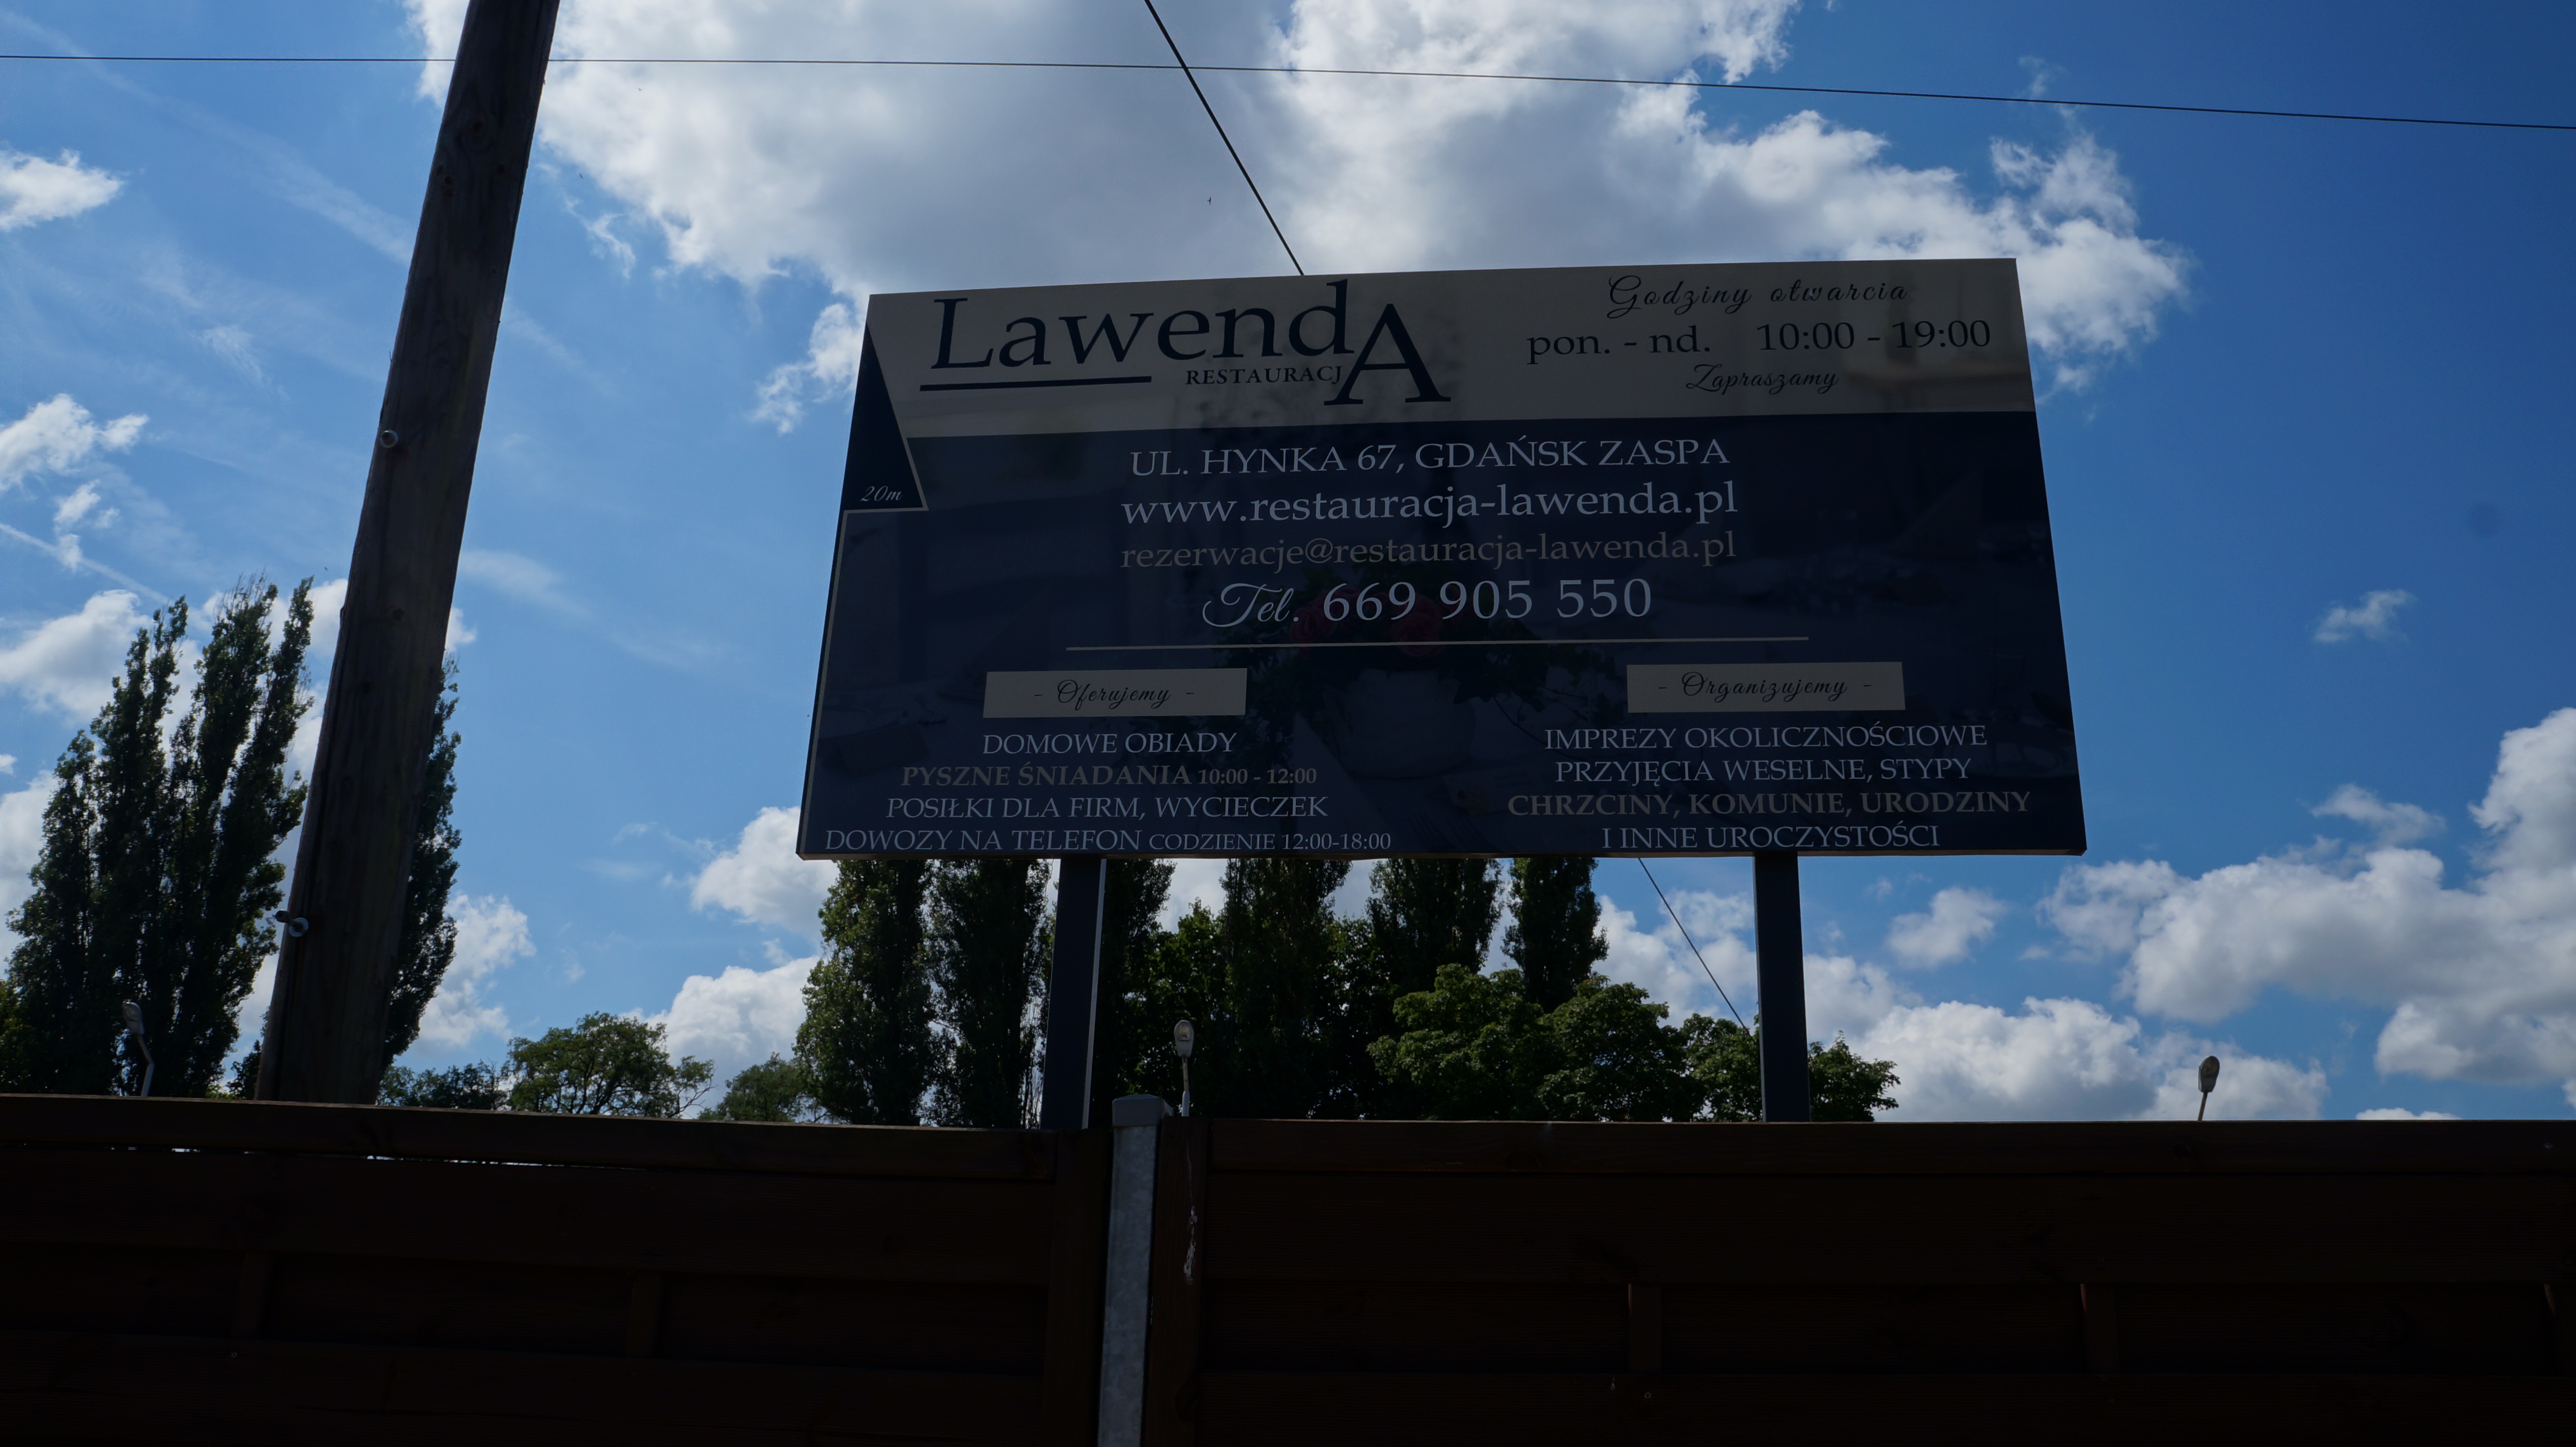 LawendA
RESTAURACJA
Godziny otwarcia
pon. - nd. 10:00 - 19:00
Zapraszamy
20m
UL. HYNKA 67, GDAŃSK ZASPA
www.restauracja-lawenda.pl
rezerwacje@restauracja-lawenda.pl
Tel. 669 905 550
- Oferujemy -
DOMOWE OBIADY
PYSZNE ŚNIADANIA 10:00 - 12:00
POSIŁKI DLA FIRM, WYCIECZEK
DOWOZY NA TELEFON CODZIENIE 12:00-18:00
- Organizujemy -
IMPREZY OKOLICZNOŚCIOWE
PRZYJĘCIA WESELNE, STYPY
CHRZCINY, KOMUNIE, URODZINY
I INNE UROCZYSTOŚCI